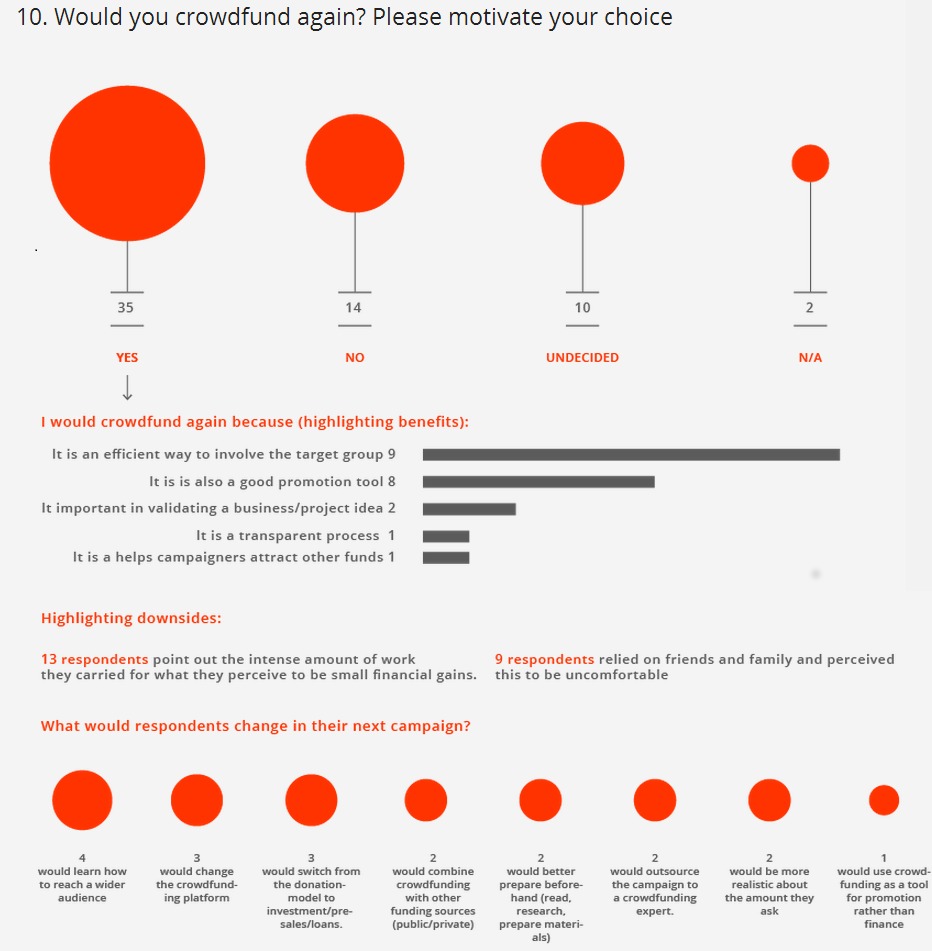 10. Would you crowdfund again? Please motivate your choice
35
14
10
2
YES
NO
UNDECIDED
N/A
I would crowdfund again because (highlighting benefits):
It is an efficient way to involve the target group 9
It is is also a good promotion tool 8
It important in validating a business/project idea 2
It is a transparent process 1
It is a helps campaigners attract other funds 1
Highlighting downsides:
13 respondents point out the intense amount of work
they carried for what they perceive to be small financial gains.
9 respondents relied on friends and family and perceived
this to be uncomfortable
What would respondents change in their next campaign?
4
would learn how
to reach a wider
audience
3
would change
the crowdfund-
ing platform
3
would switch from
the donation-
model to
investment/pre-
sales/loans.
2
would combine
crowdfunding
with other
funding sources
(public/private)
2
would better
prepare before-
hand (read,
research,
prepare materi-
als)
2
would outsource
the campaign to
a crowdfunding
expert.
2
would be more
realistic about
the amount they
ask
1
would use crowd-
funding as a tool
for promotion
rather than
finance